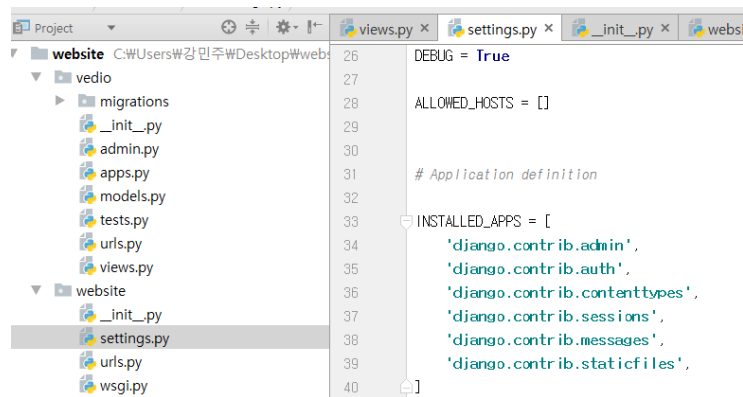 Project
views.py ×
settings.py ×
__init__.py ×
websi
website C:₩Users₩강민주₩Desktop₩webs
vedio
migrations
__init__.py
admin.py
apps.py
models.py
tests.py
urls.py
views.py
website
__init__.py
settings.py
urls.py
wsgi.py
26 DEBUG = True
27
28 ALLOWED_HOSTS = []
29
30
31 # Application definition
32
33 INSTALLED_APPS = [
34 'django.contrib.admin',
35 'django.contrib.auth',
36 'django.contrib.contenttypes',
37 'django.contrib.sessions',
38 'django.contrib.messages',
39 'django.contrib.staticfiles',
40 ]